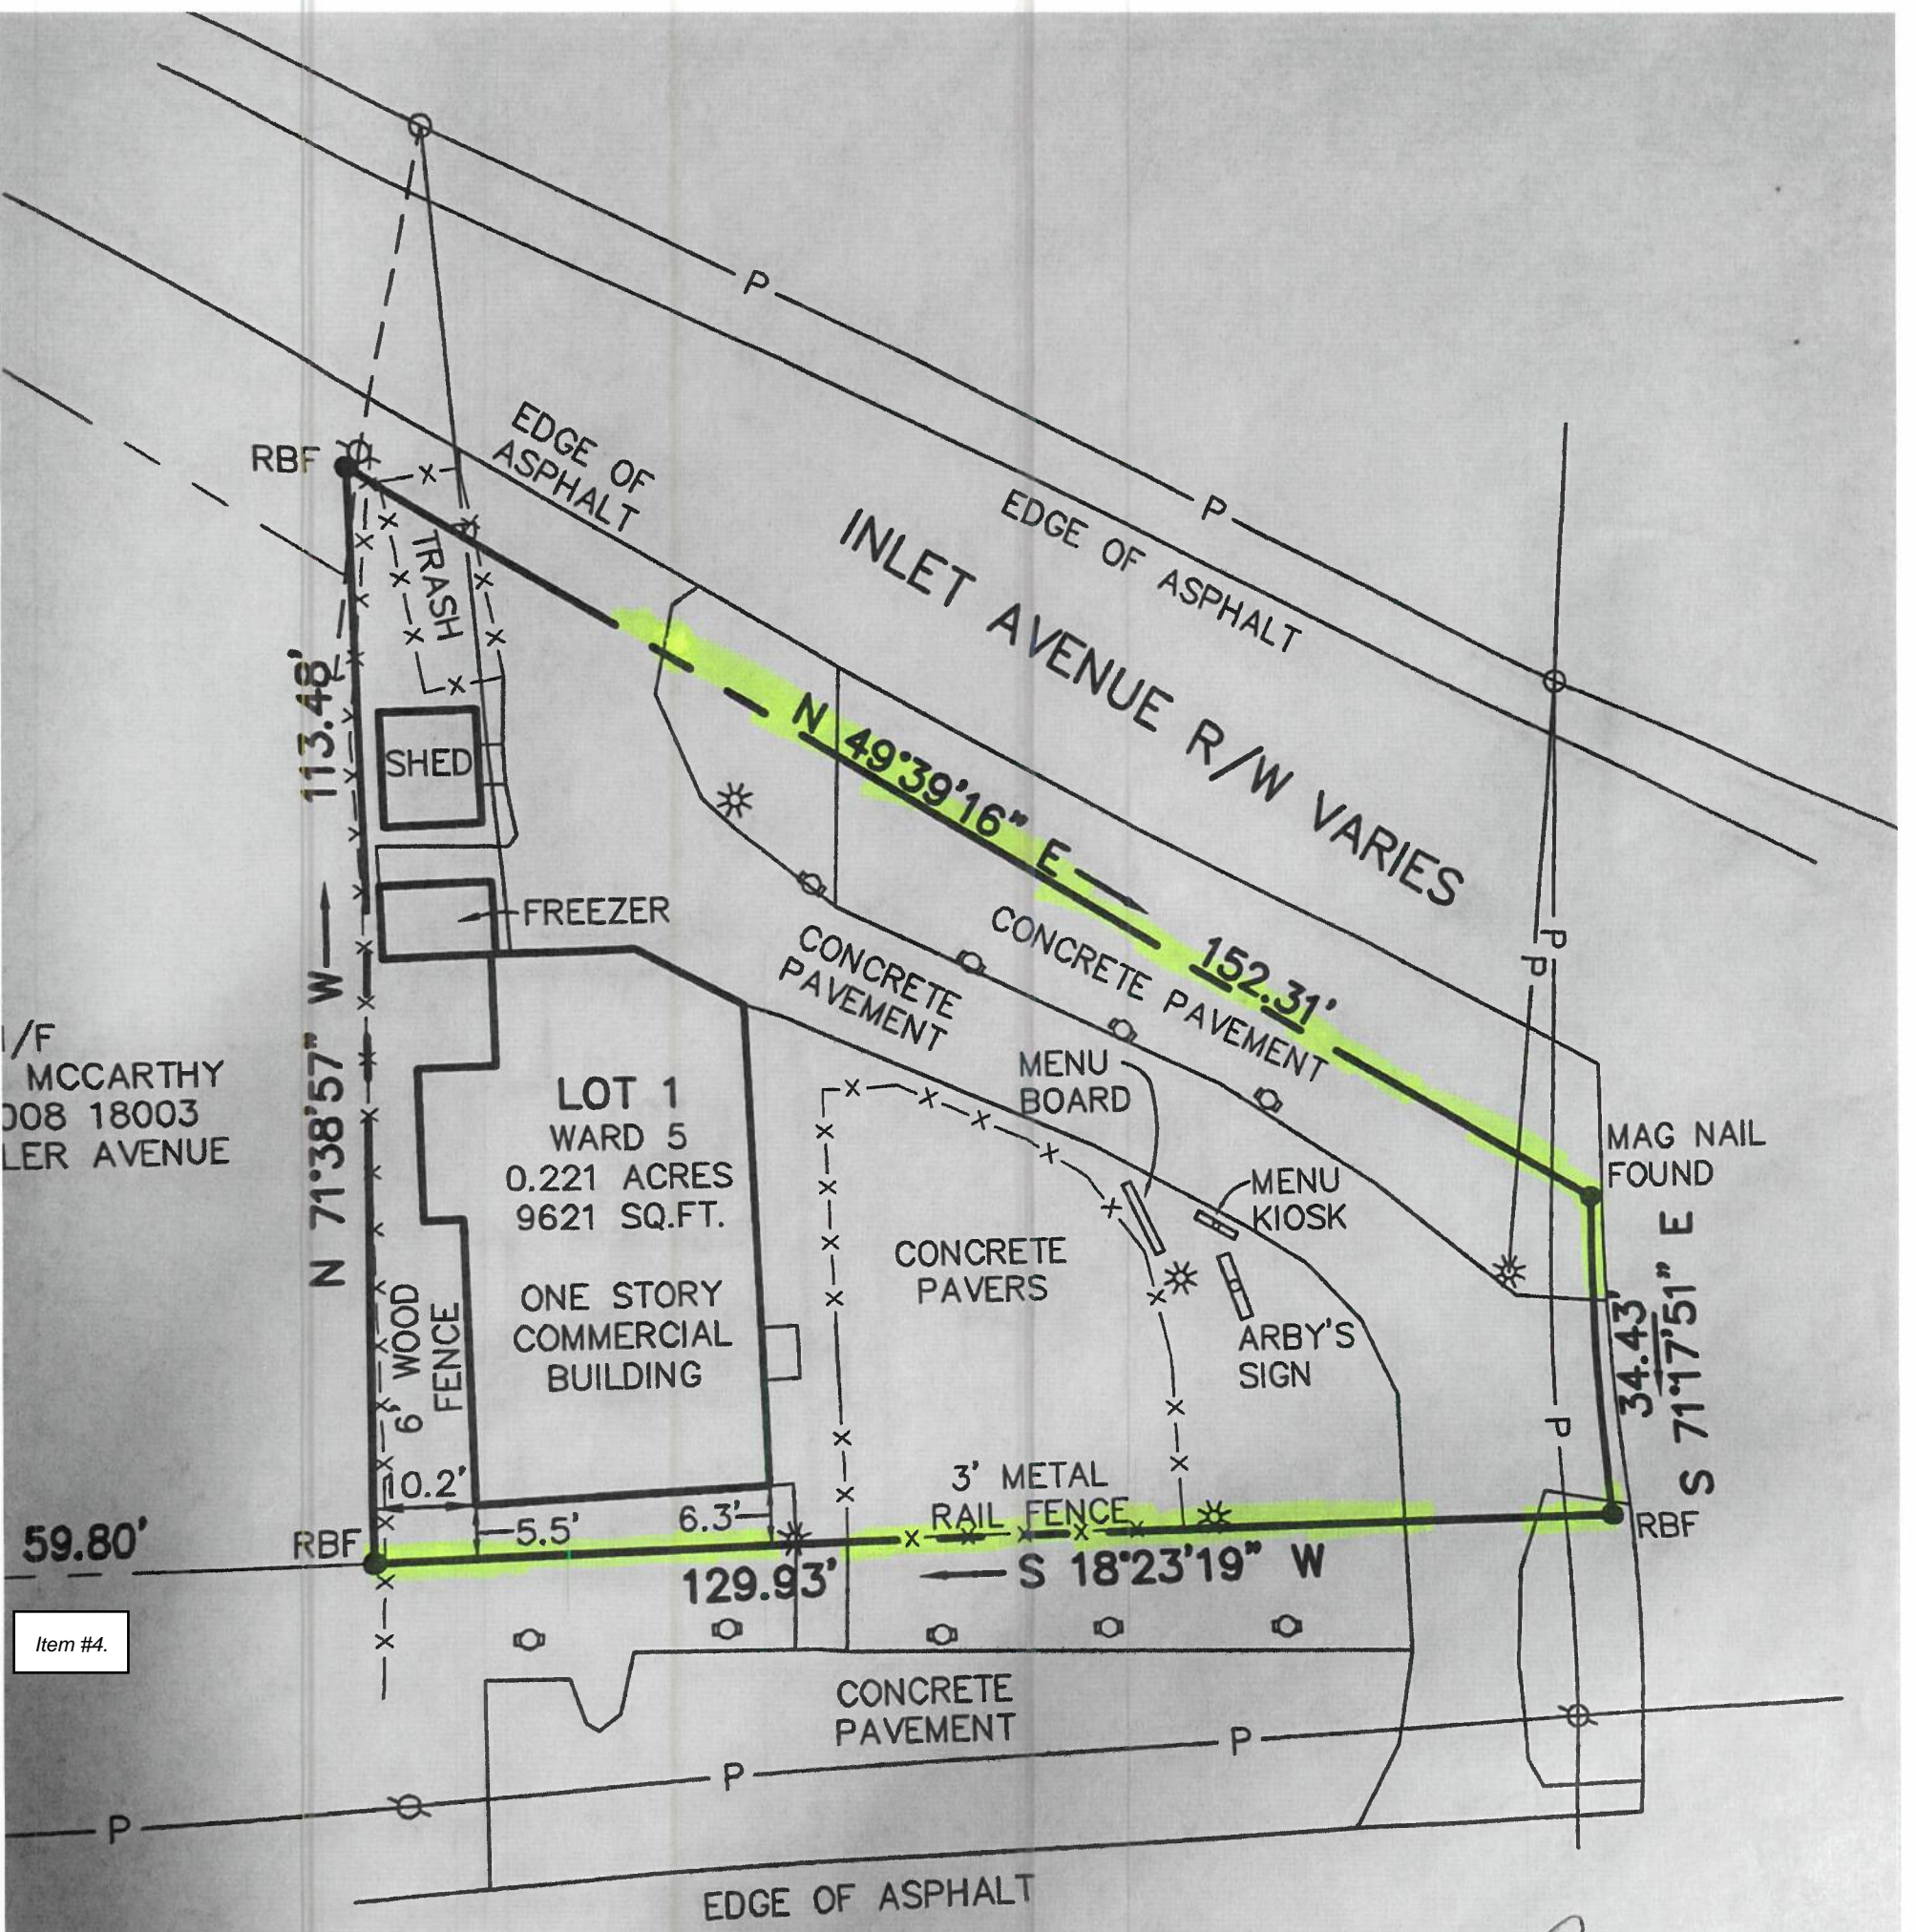 P
EDGE OF
ASPHALT
RBF
P
EDGE OF ASPHALT
INLET AVENUE R/W VARIES
TRASH
113.48'
N 71°38'57" W
SHED
N 49°39'16" E
152.31'
FREEZER
CONCRETE
PAVEMENT
CONCRETE PAVEMENT
P
P
/F
MCCARTHY
008 18003
LER AVENUE
MENU
BOARD
LOT 1
WARD 5
0.221 ACRES
9621 SQ.FT.
ONE STORY
COMMERCIAL
BUILDING
MAG NAIL
FOUND
MENU
KIOSK
CONCRETE
PAVERS
ARBY'S
SIGN
6' WOOD
FENCE
34.43'
S 71°17'51" E
P
10.2'
5.5'
6.3'
3' METAL
RAIL FENCE
RBF
RBF
59.80'
129.93'
S 18°23'19" W
Item #4.
CONCRETE
PAVEMENT
P
P
P
EDGE OF ASPHALT